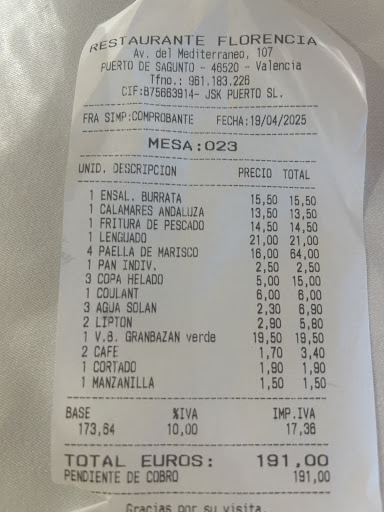 RESTAURANTE FLORENCIA
Av. del Mediterraneo, 107
PUERTO DE SAGUNTO - 46520 - Valencia
Tfno.: 961.183.226
CIF:B75663914- JSK PUERTO SL.
FRA SIMP:COMPROBANTE FECHA:19/04/2025
MESA:023
UNID. DESCRIPCION PRECIO TOTAL
1 ENSAL. BURRATA 15,50 15,50
1 CALAMARES ANDALUZA 13,50 13,50
1 FRITURA DE PESCADO 14,50 14,50
1 LENGUADO 21,00 21,00
4 PAELLA DE MARISCO 16,00 64,00
1 PAN INDIV. 2,50 2,50
3 COPA HELADO 5,00 15,00
1 COULANT 6,00 6,00
3 AGUA SOLAN 2,30 6,90
2 LIPTON 2,90 5,80
1 V.B. GRANBAZAN verde 19,50 19,50
2 CAFE 1,70 3,40
1 CORTADO 1,90 1,90
1 MANZANILLA 1,50 1,50
BASE %IVA IMP.IVA
173,64 10,00 17,36
TOTAL EUROS: 191,00
PENDIENTE DE COBRO 191,00
Gracias por su visita.